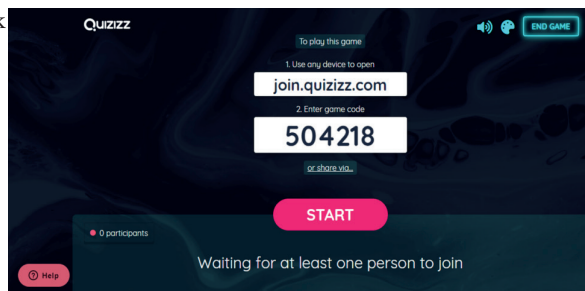 k
QUIZIZZ
END GAME
To play this game
1. Use any device to open
join.quizizz.com
2. Enter game code
504218
or share via...
START
0 participants
Waiting for at least one person to join
? Help